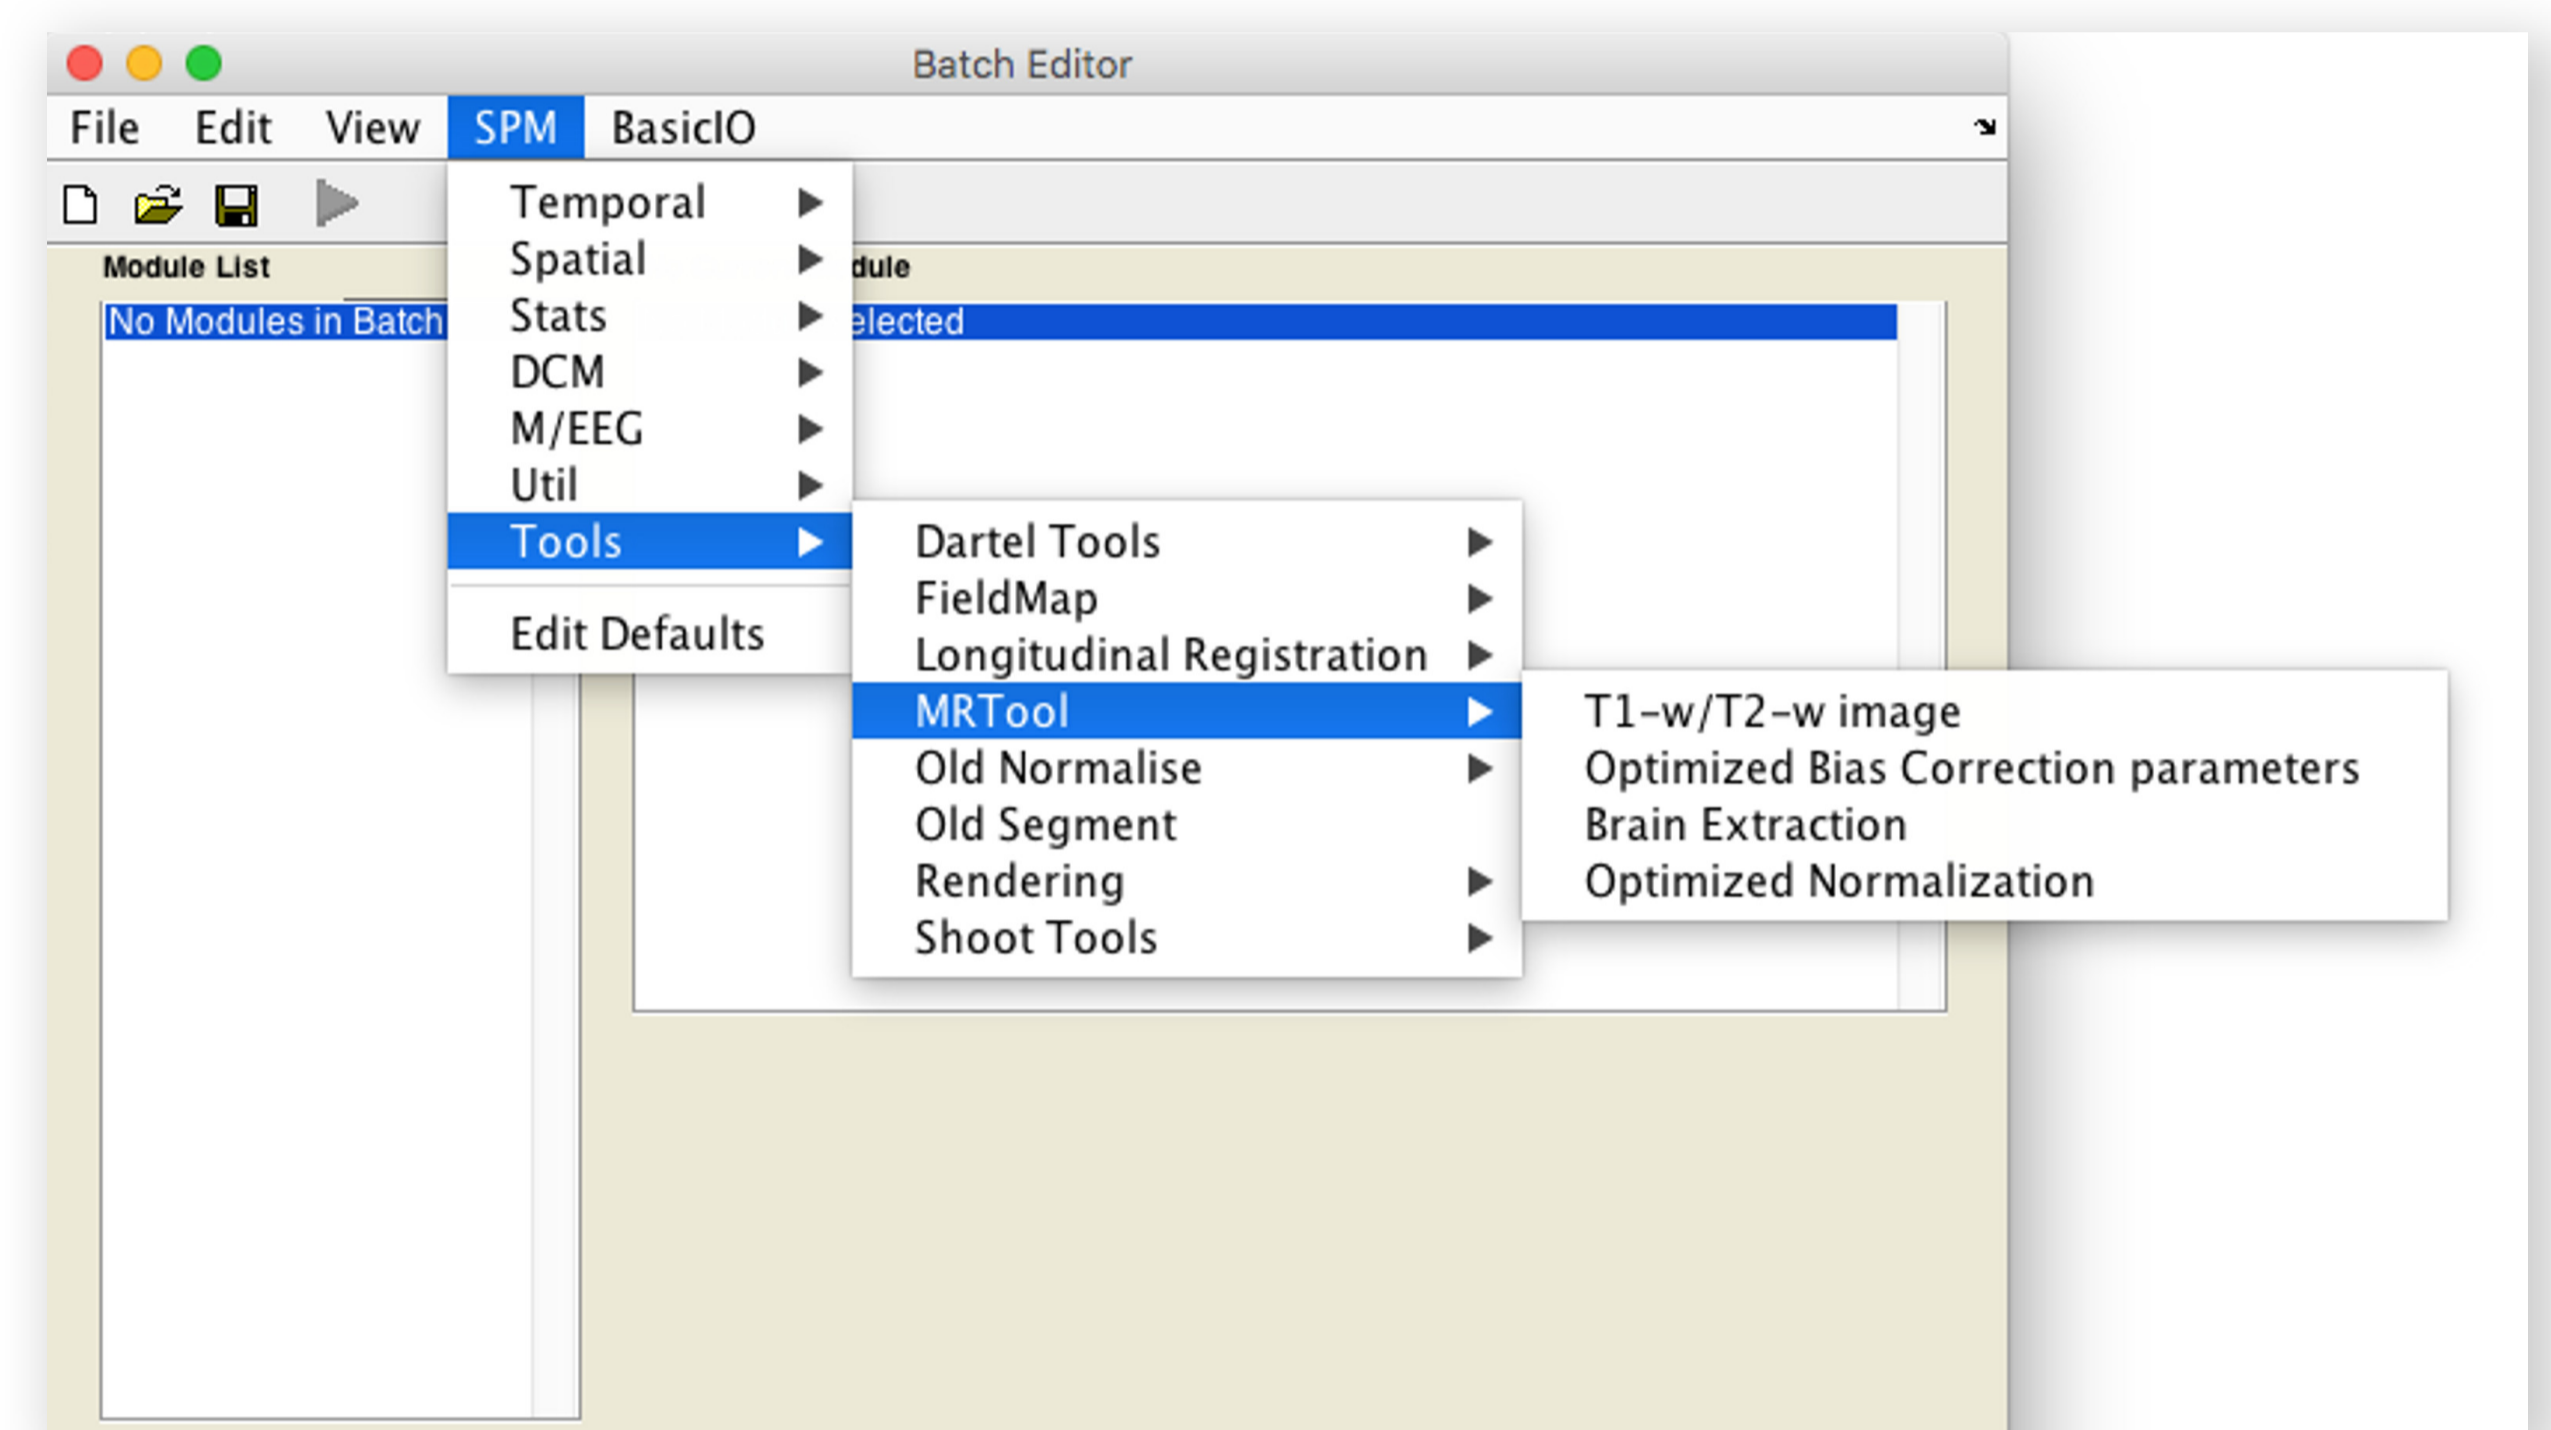 Batch Editor
File Edit View SPM BasicIO
Module List
dule
No Modules in Batch
elected
Temporal
Spatial
Stats
DCM
M/EEG
Util
Tools
Edit Defaults
Dartel Tools
FieldMap
Longitudinal Registration
MRTool
Old Normalise
Old Segment
Rendering
Shoot Tools
T1-w/T2-w image
Optimized Bias Correction parameters
Brain Extraction
Optimized Normalization